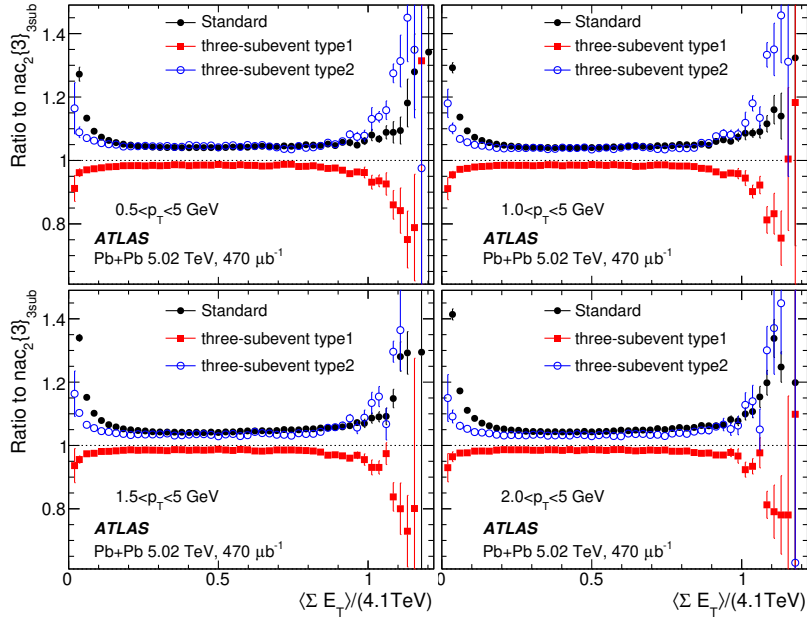 Ratio to nac₂{3}₃sub
1.4
1.2
1
0.8
Standard
three-subevent type1
three-subevent type2
0.5<p_T<5 GeV
ATLAS
Pb+Pb 5.02 TeV, 470 μb⁻¹
Standard
three-subevent type1
three-subevent type2
1.0<p_T<5 GeV
ATLAS
Pb+Pb 5.02 TeV, 470 μb⁻¹
Ratio to nac₂{3}₃sub
1.4
1.2
1
0.8
Standard
three-subevent type1
three-subevent type2
1.5<p_T<5 GeV
ATLAS
Pb+Pb 5.02 TeV, 470 μb⁻¹
0 0.5 1
⟨Σ E_T⟩/(4.1TeV)
Standard
three-subevent type1
three-subevent type2
2.0<p_T<5 GeV
ATLAS
Pb+Pb 5.02 TeV, 470 μb⁻¹
0 0.5 1
⟨Σ E_T⟩/(4.1TeV)